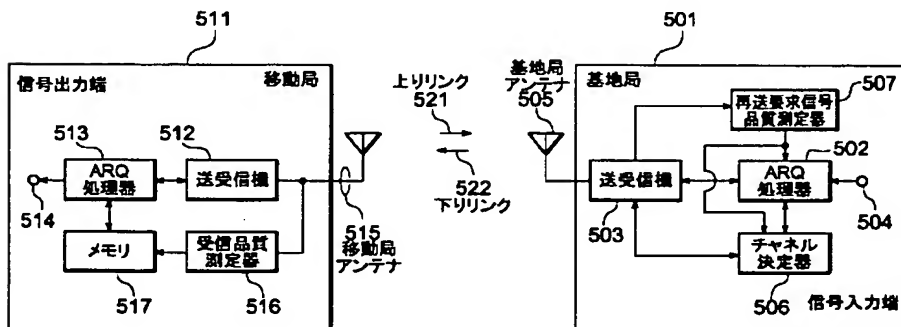 511
501
信号出力端
移動局
513
512
ARQ
処理器
送受信機
514
メモリ
受信品質
測定器
517
516
515
移動局
アンテナ
上りリンク
521
522
下りリンク
基地局
アンテナ
505
基地局
507
再送要求信号
品質測定器
502
送受信機
ARQ
処理器
503
504
チャネル
決定器
506
信号入力端